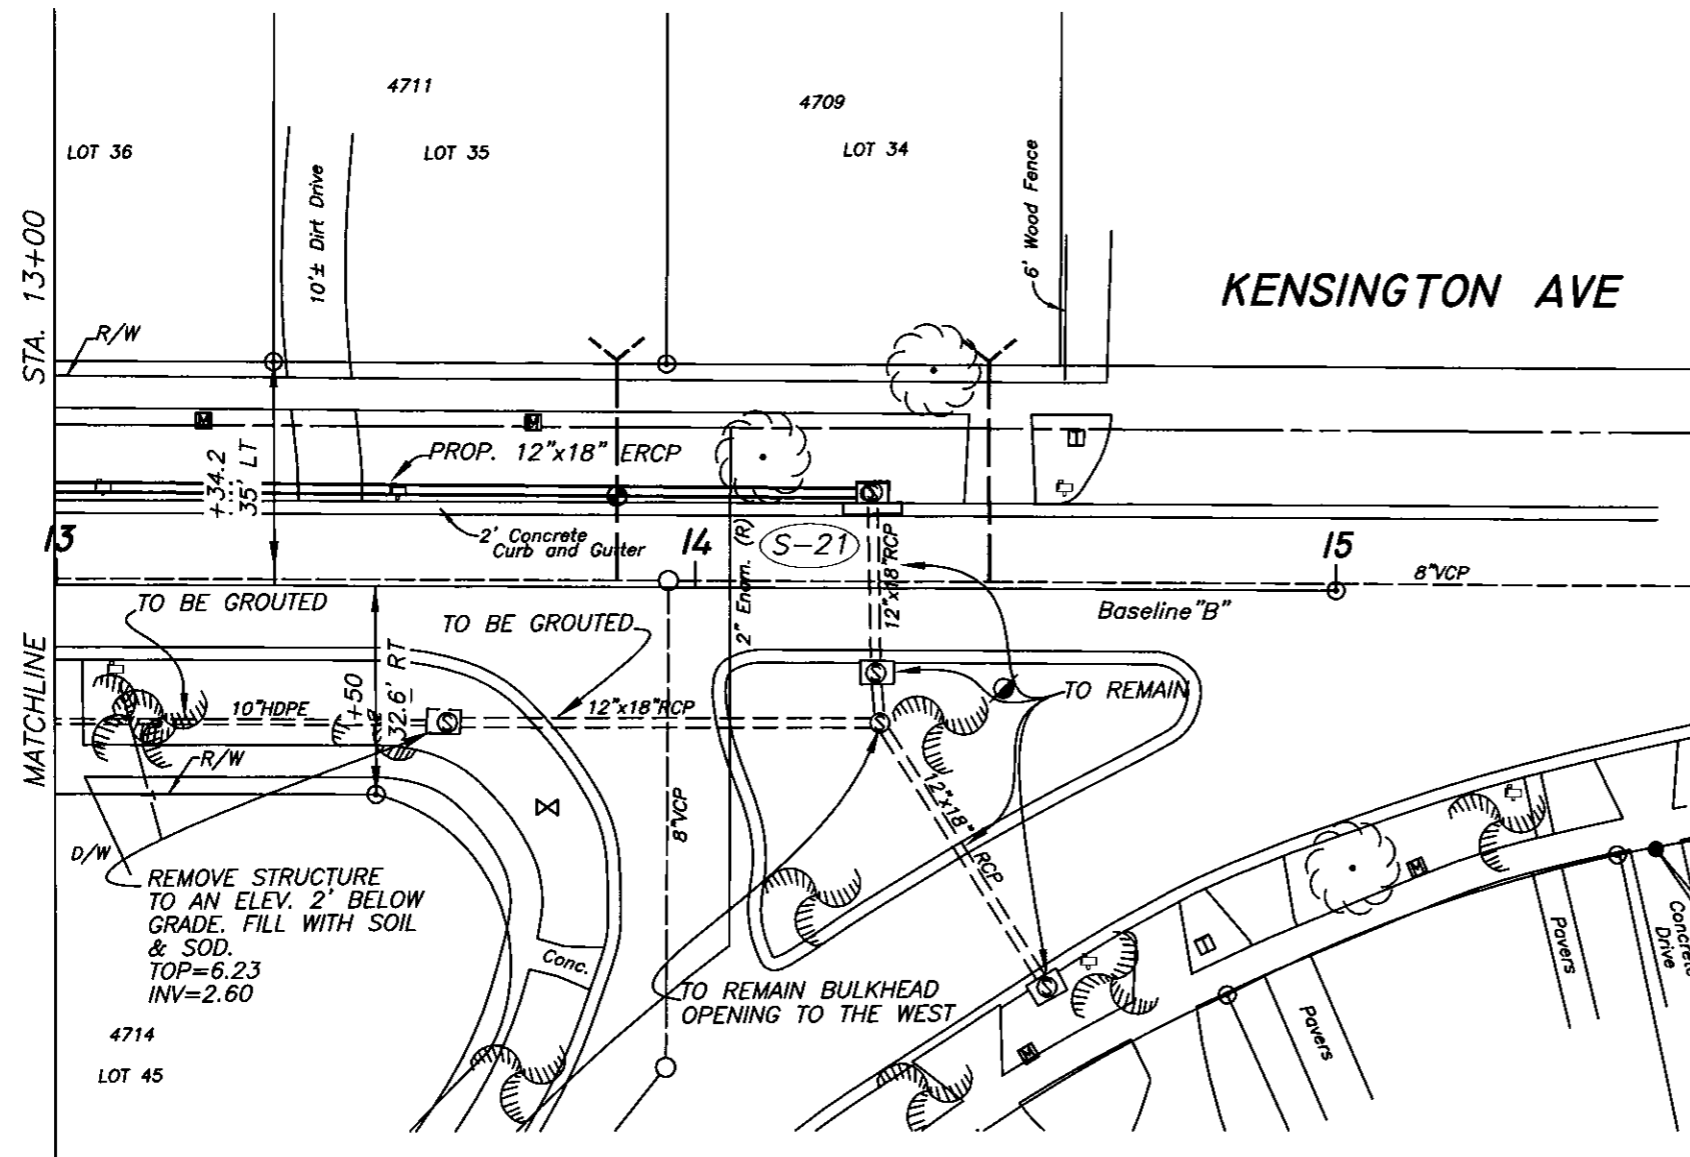 4711
4709
LOT 36
LOT 35
LOT 34
10'± Dirt Drive
6' Wood Fence
STA. 13+00
KENSINGTON AVE
R/W
M
M
PROP. 12"x18" ERCP
+34.2
35' LT
S
2' Concrete
Curb and Gutter
13
14
S-21
15
2" Enam. (R)
12"x18"RCP
8"VCP
Baseline"B"
TO BE GROUTED
TO BE GROUTED
MATCHLINE
+50
32.6' RT
S
TO REMAIN
10"HDPE
S
12"x18"RCP
S
R/W
12"x18"
RCP
8"VCP
D/W
REMOVE STRUCTURE
TO AN ELEV. 2' BELOW
GRADE. FILL WITH SOIL
& SOD.
TOP=6.23
INV=2.60
Conc.
TO REMAIN BULKHEAD
OPENING TO THE WEST
S
M
M
Pavers
Pavers
Concrete
Drive
4714
LOT 45